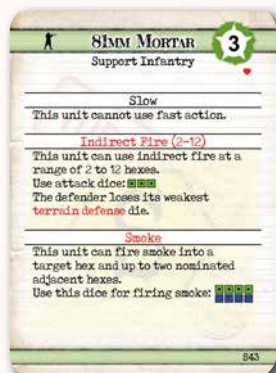 81MM MORTAR
3
Support Infantry
Slow
This unit cannot use fast action.
Indirect Fire (2-12)
This unit can use indirect fire at a
range of 2 to 12 hexes.
Use attack dice:
The defender loses its weakest
terrain defense die.
Smoke
This unit can fire smoke into a
target hex and up to two nominated
adjacent hexes.
Use this dice for firing smoke:
S43